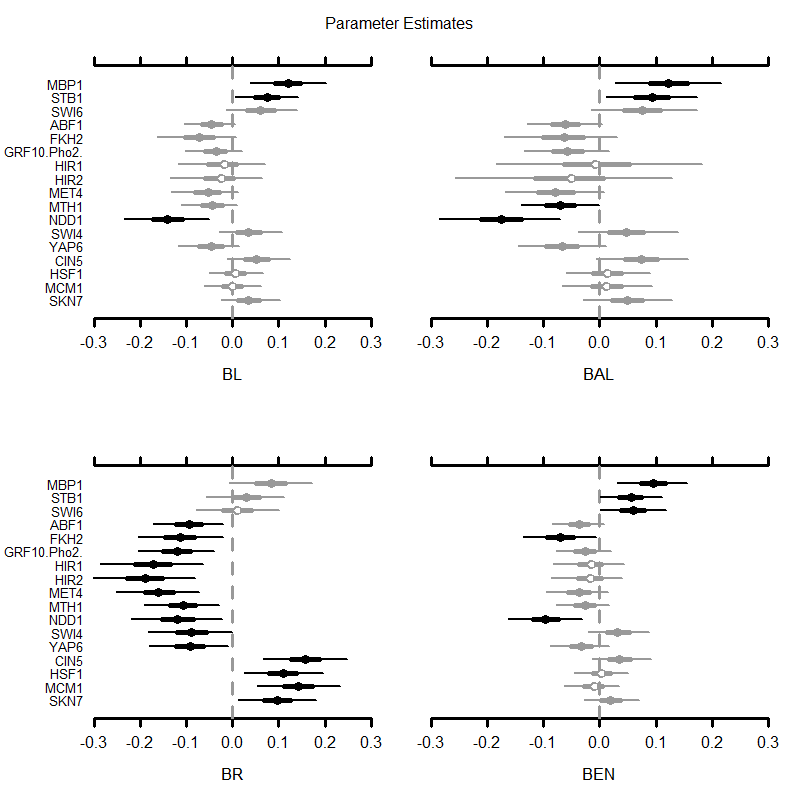 Parameter Estimates
MBP1
STB1
SWI6
ABF1
FKH2
GRF10.Pho2.
HIR1
HIR2
MET4
MTH1
NDD1
SWI4
YAP6
CIN5
HSF1
MCM1
SKN7
-0.3 -0.2 -0.1 0.0 0.1 0.2 0.3
BL
-0.3 -0.2 -0.1 0.0 0.1 0.2 0.3
BAL
MBP1
STB1
SWI6
ABF1
FKH2
GRF10.Pho2.
HIR1
HIR2
MET4
MTH1
NDD1
SWI4
YAP6
CIN5
HSF1
MCM1
SKN7
-0.3 -0.2 -0.1 0.0 0.1 0.2 0.3
BR
-0.3 -0.2 -0.1 0.0 0.1 0.2 0.3
BEN